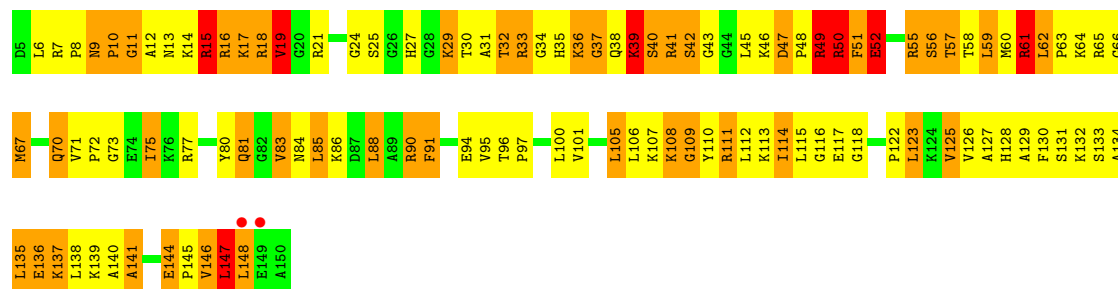 D5 L6 R7 P8 N9 P10 G11 A12 N13 K14 R15 R16 K17 R18 V19 G20 R21 G24 S25 G26 H27 G28 K29 T30 A31 T32 R33 G34 H35 K36 G37 Q38 K39 S40 R41 S42 G43 G44 L45 K46 D47 P48 R49 R50 F51 E52 R55 S56 T57 T58 L59 M60 R61 L62 P63 K64 R65 G66
M67 Q70 V71 P72 G73 E74 I75 K76 R77 Y80 Q81 G82 V83 N84 L85 K86 D87 L88 A89 R90 F91 E94 V95 T96 P97 L100 V101 L105 L106 K107 K108 G109 Y110 R111 L112 K113 I114 L115 G116 E117 G118 P122 L123 K124 V125 V126 A127 H128 A129 F130 S131 K132 S133 A134
L135 E136 K137 L138 K139 A140 A141 E144 P145 V146 L147 L148 E149 A150